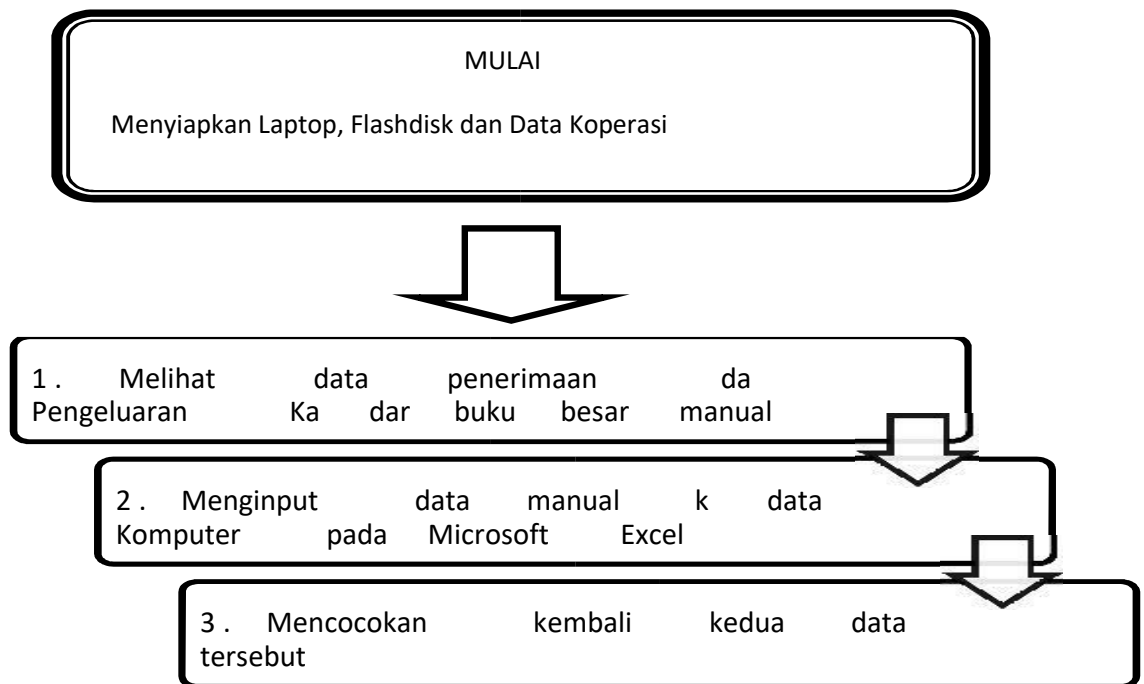 MULAI
Menyiapkan Laptop, Flashdisk dan Data Koperasi
1 . Melihat data penerimaan da
Pengeluaran Ka dar buku besar manual
2 . Menginput data manual k data
Komputer pada Microsoft Excel
3 . Mencocokan kembali kedua data
tersebut